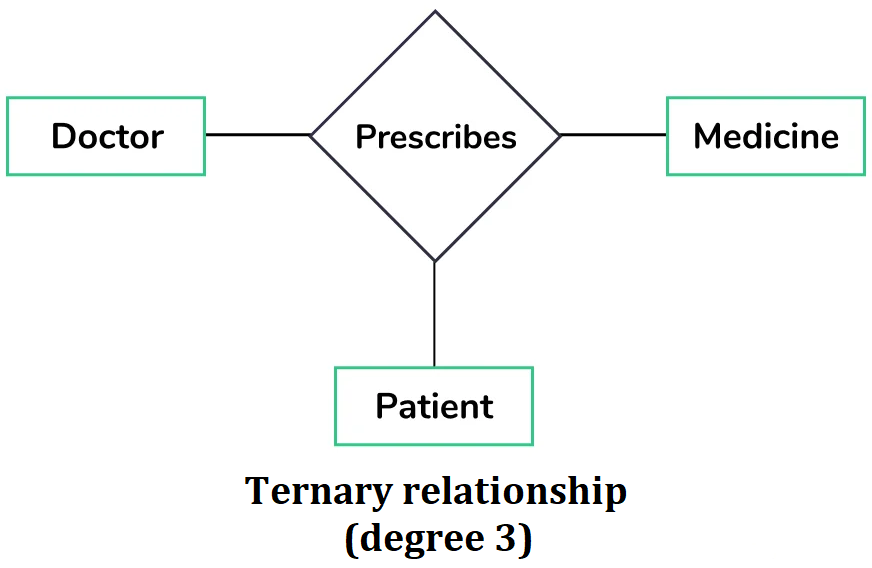 Doctor
Prescribes
Medicine
Patient
Ternary relationship
(degree 3)